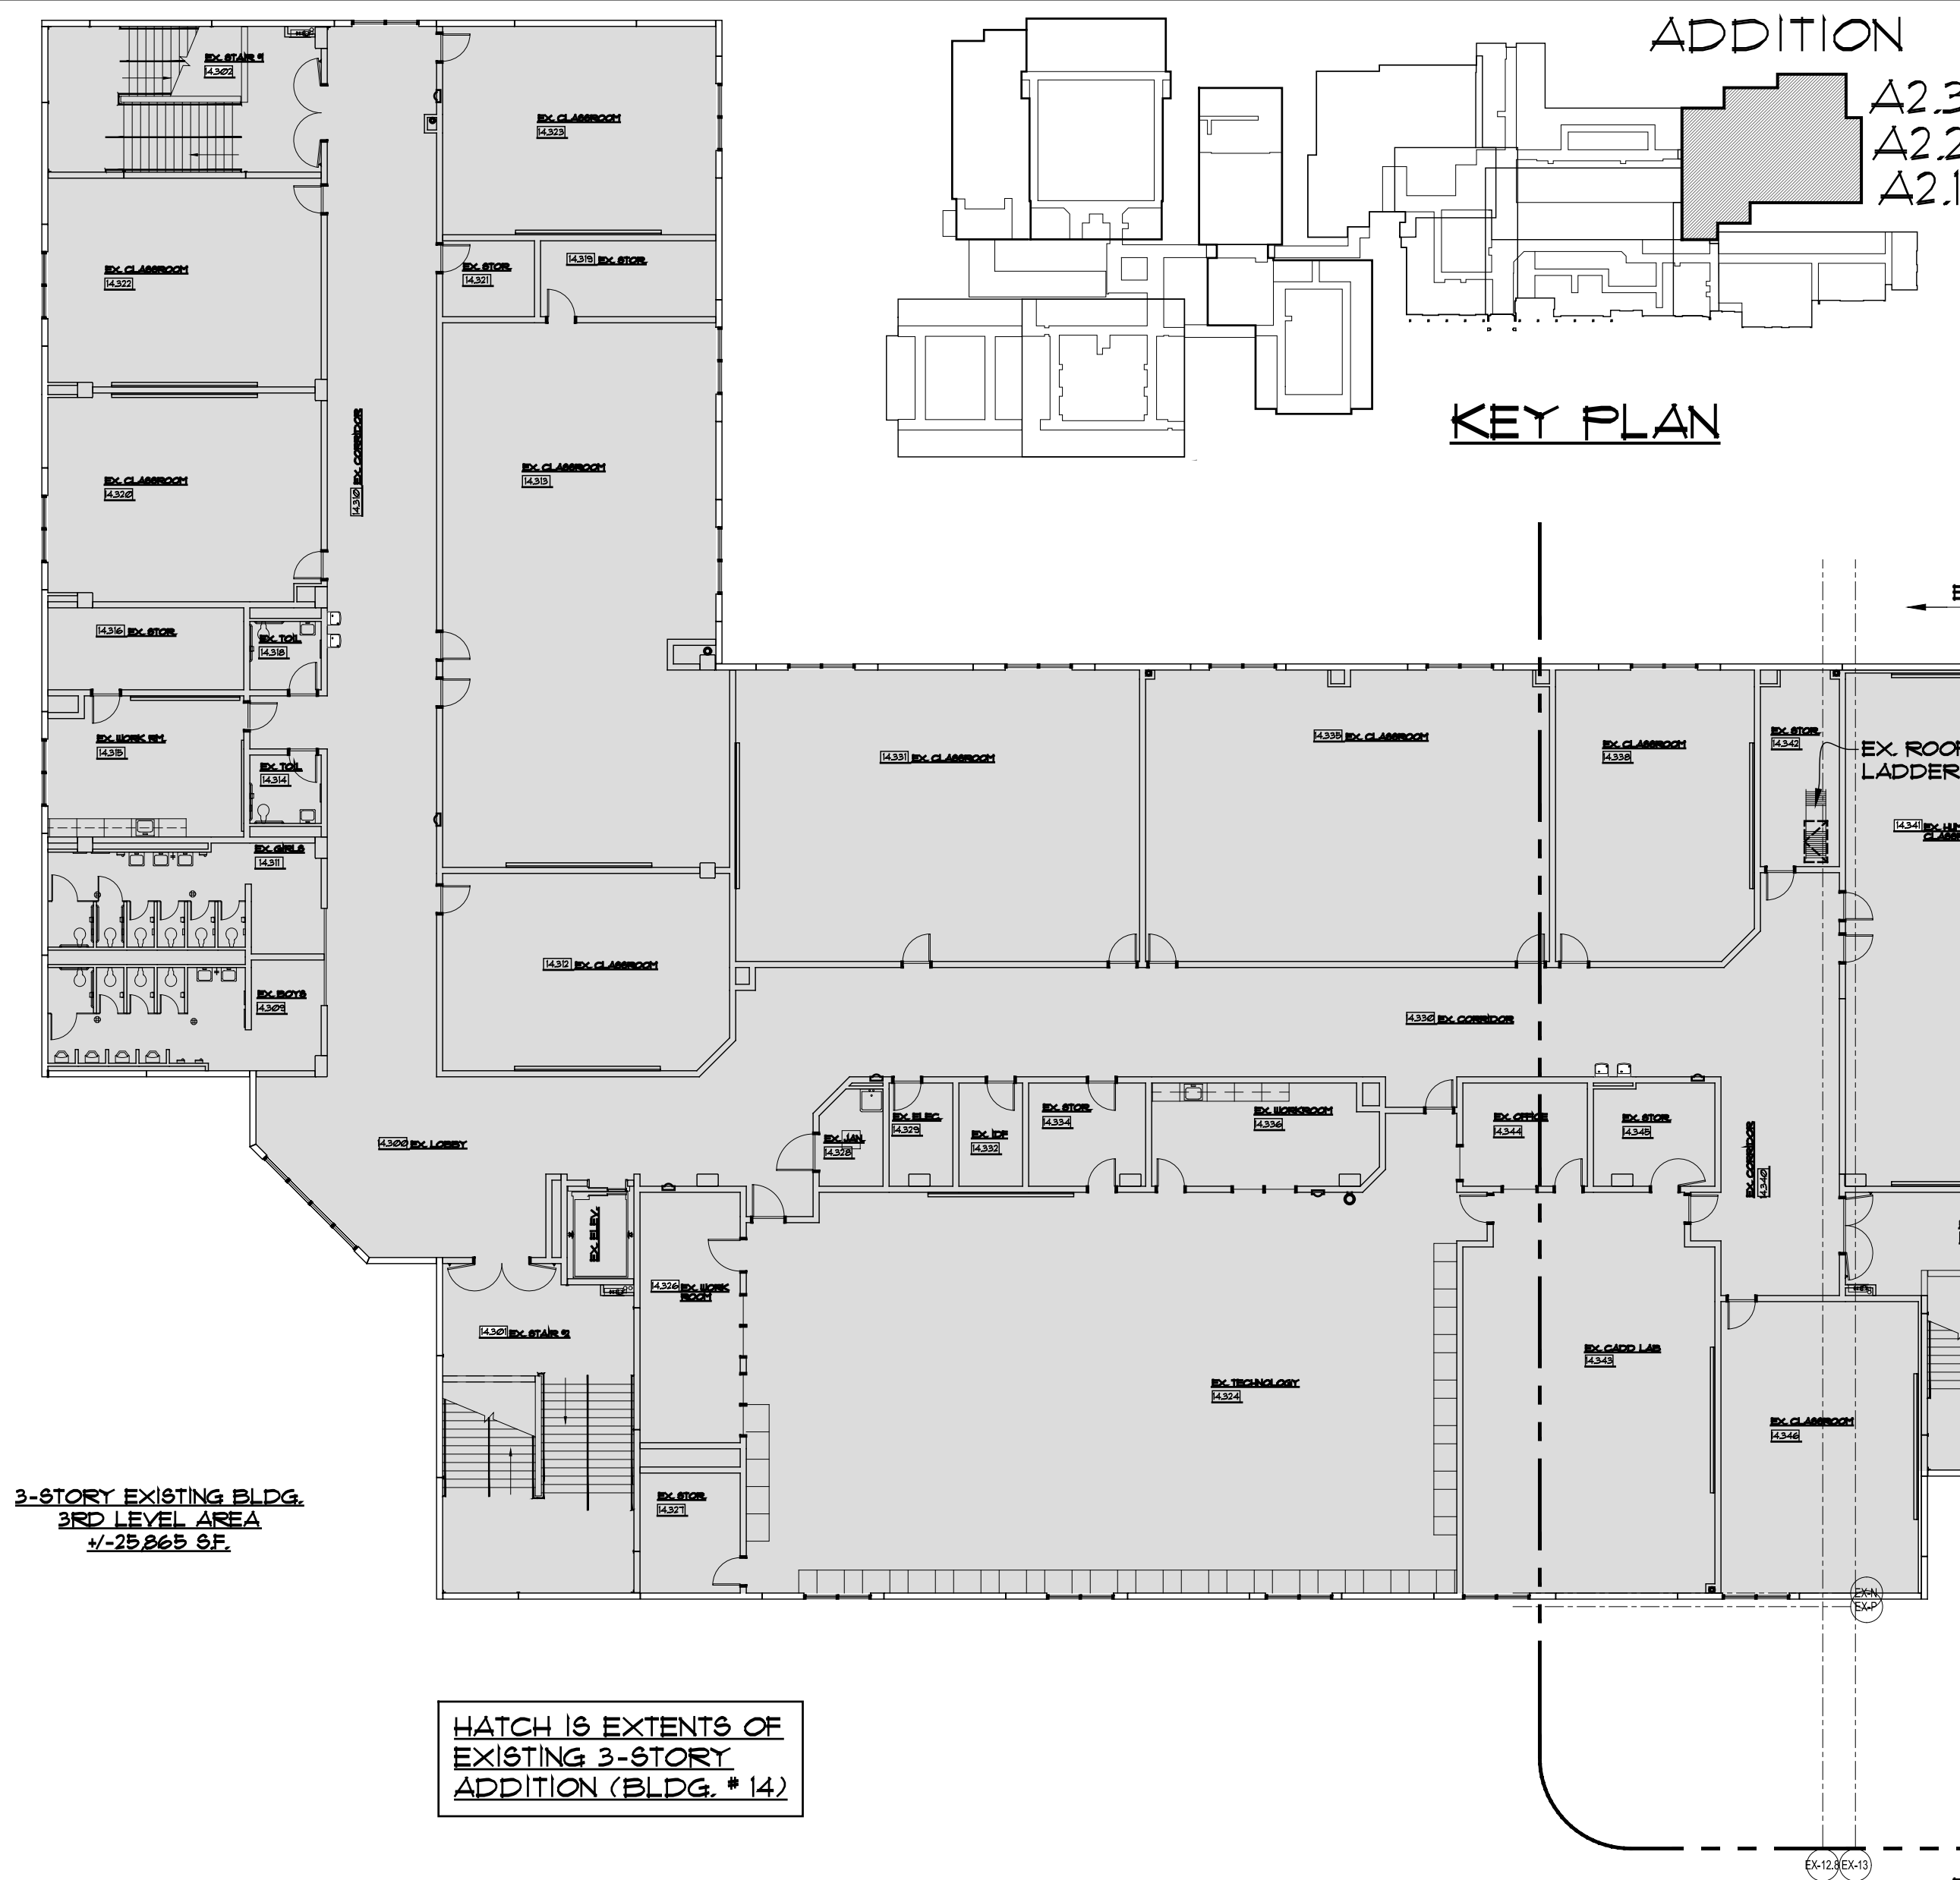 ADDITION
A2.3
A2.2
A2.1
KEY PLAN
EX. STAIR
14.302
EX. CLASSROOM
14.323
EX. CLASSROOM
14.322
EX. STOR.
14.321
14.319 EX. STOR.
EX. CLASSROOM
14.320
14.310 EX. CORRIDOR
EX. CLASSROOM
14.313
14.316 EX. STOR.
EX. TOIL.
14.318
EX. WORK RM.
14.315
EX. TOIL.
14.314
EX. GIRLS
14.311
EX. BOYS
14.309
14.312 EX. CLASSROOM
14.331 EX. CLASSROOM
14.335 EX. CLASSROOM
EX. CLASSROOM
14.338
EX. STOR.
14.342
EX. ROOF
LADDER
14.341 EX. HUM
CLASSR
14.330 EX. CORRIDOR
14.300 EX. LOBBY
EX. JAN.
14.328
EX. ELEC.
14.329
EX. IDF
14.332
EX. STOR.
14.334
EX. WORKROOM
14.336
EX. OFFICE
14.344
EX. STOR.
14.345
EX. CORRIDOR
14.340
EX. ELEV.
14.326 EX. WORK
ROOM
14.301 EX. STAIR #2
EX. TECHNOLOGY
14.324
EX. CADD LAB
14.343
EX. CLASSROOM
14.346
EX. STOR.
14.327
3-STORY EXISTING BLDG.
3RD LEVEL AREA
+/-25,865 S.F.
EX-N
EX-P
HATCH IS EXTENTS OF
EXISTING 3-STORY
ADDITION (BLDG. # 14)
EX-12.8
EX-13